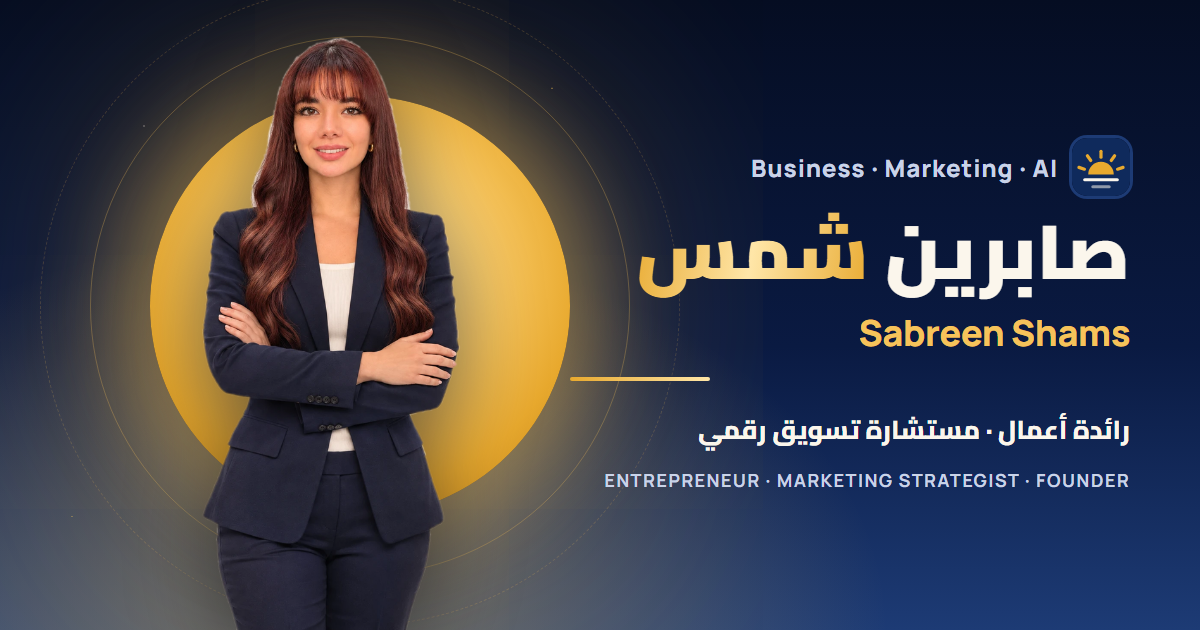 Business · Marketing · AI
صابرين شمس
Sabreen Shams
رائدة أعمال · مستشارة تسويق رقمي
ENTREPRENEUR · MARKETING STRATEGIST · FOUNDER